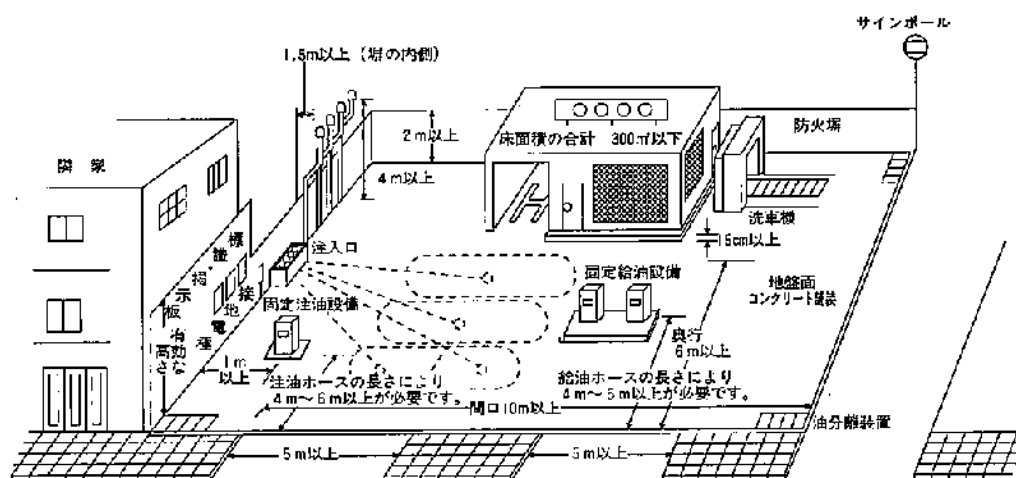 サインポール
1.5m以上（塀の内側）
2m以上
床面積の合計 300㎡以下
防火塀
隣家
4m以上
洗車機
標識・掲示板
注入口
15cm以上
接地電極
固定給油設備
地盤面
コンクリート舗装
固定注油設備
有効な
高さ
奥行
6m以上
1m
以上
注油ホースの長さにより
4m～6m以上が必要です。
給油ホースの長さにより
4m～5m以上が必要です。
間口10m以上
油分離装置
5m以上
5m以上